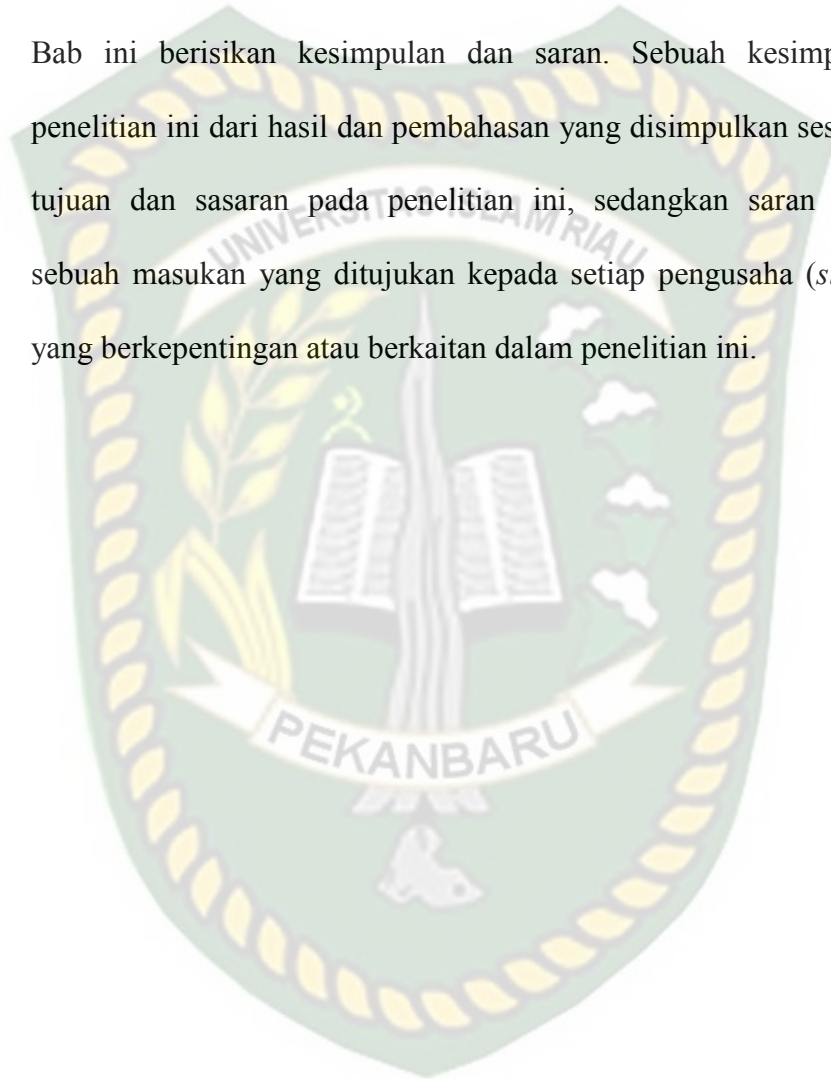 Bab ini berisikan kesimpulan dan saran. Sebuah kesimp
penelitian ini dari hasil dan pembahasan yang disimpulkan ses
tujuan dan sasaran pada penelitian ini, sedangkan saran
sebuah masukan yang ditujukan kepada setiap pengusaha (s
yang berkepentingan atau berkaitan dalam penelitian ini.
UNIVERSITAS ISLAM RIAU
PEKANBARU